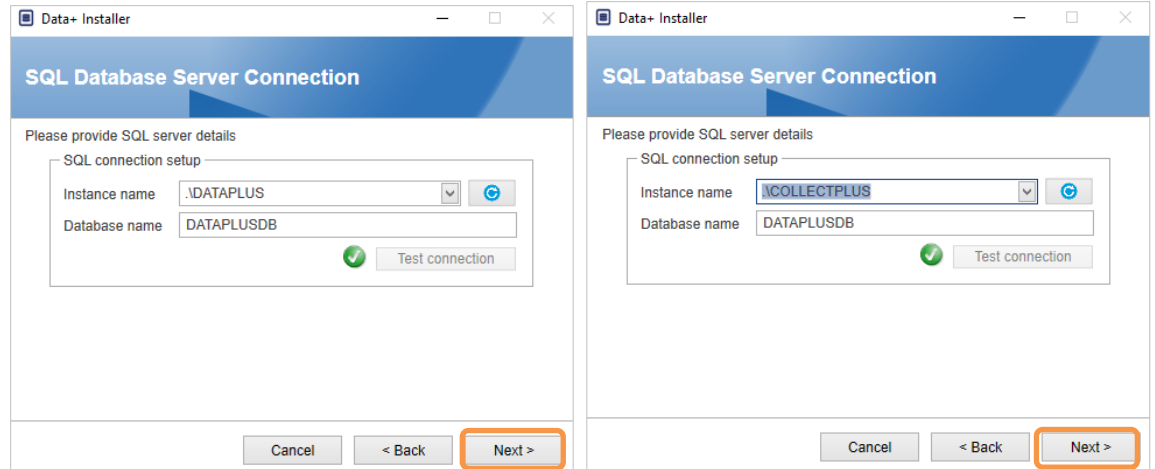 Data+ Installer
SQL Database Server Connection
Please provide SQL server details
SQL connection setup
Instance name .\DATAPLUS
Database name DATAPLUSDB
Test connection
Cancel < Back Next >
Data+ Installer
SQL Database Server Connection
Please provide SQL server details
SQL connection setup
Instance name .\COLLECTPLUS
Database name DATAPLUSDB
Test connection
Cancel < Back Next >